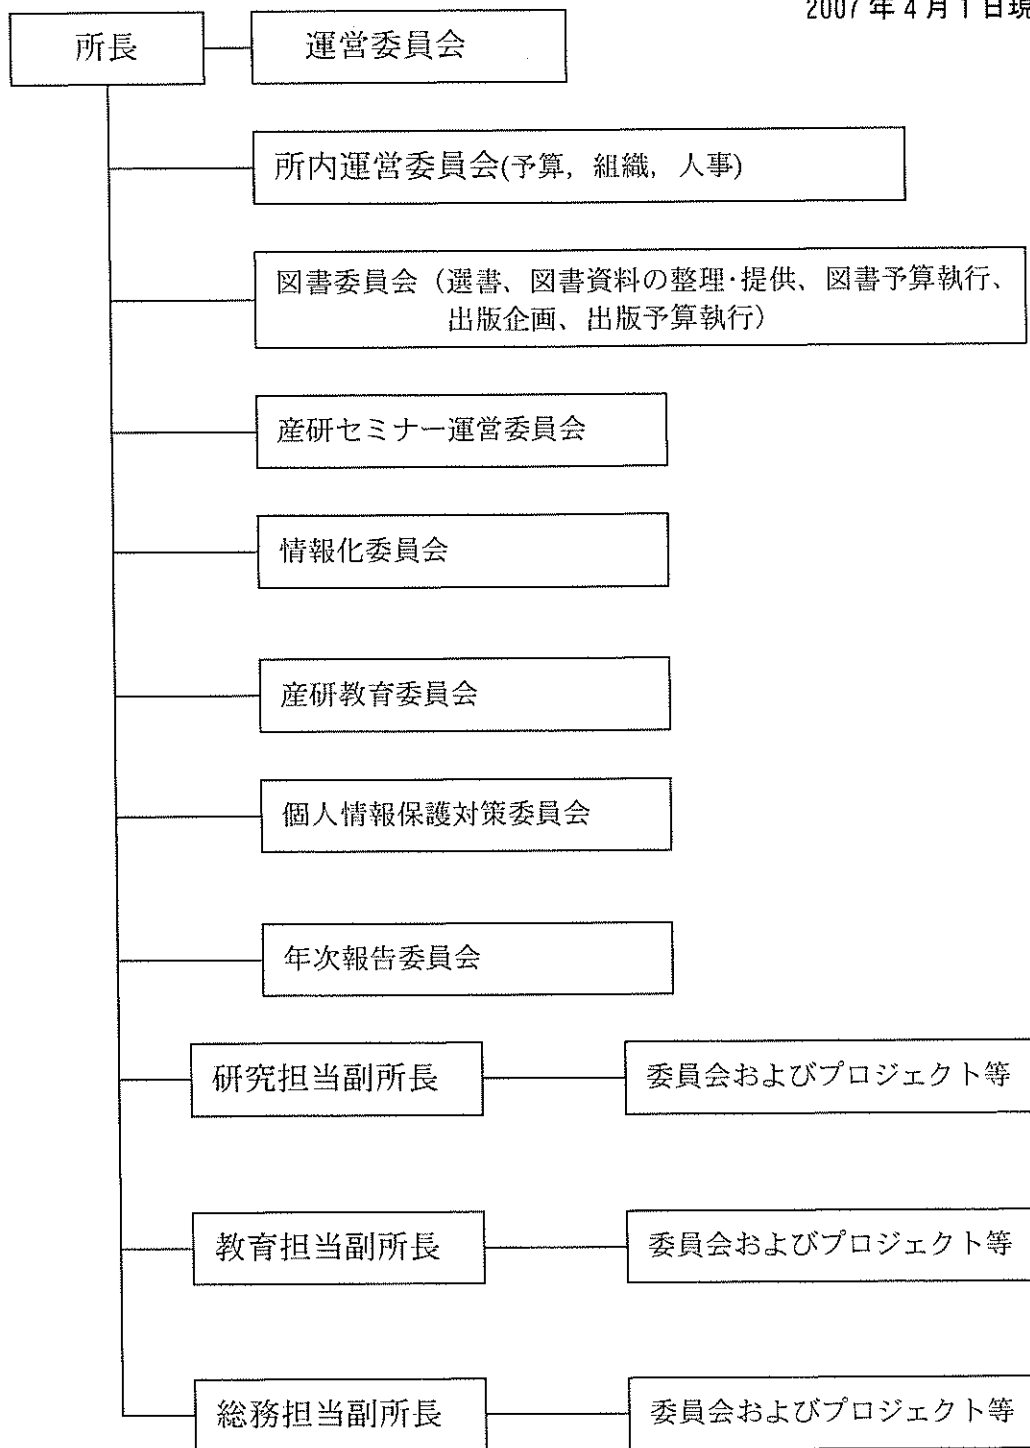 2007年4月1日現
所長
運営委員会
所内運営委員会(予算, 組織, 人事)
図書委員会（選書、図書資料の整理・提供、図書予算執行、
出版企画、出版予算執行）
産研セミナー運営委員会
情報化委員会
産研教育委員会
個人情報保護対策委員会
年次報告委員会
研究担当副所長
委員会およびプロジェクト等
教育担当副所長
委員会およびプロジェクト等
総務担当副所長
委員会およびプロジェクト等